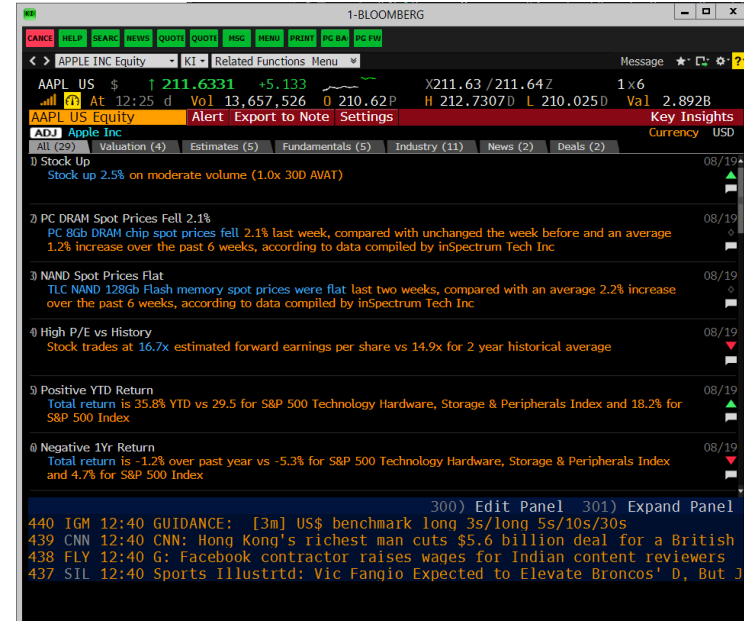 1-BLOOMBERG
CANCE HELP SEARC NEWS QUOTE QUOTE MSG MENU PRINT PG BA PG FW
< > APPLE INC Equity KI Related Functions Menu Message
AAPL US $ ↑ 211.6331 +5.133 X211.63 / 211.64Z 1x6
At 12:25 d Vol 13,657,526 O 210.62P H 212.7307D L 210.025D Val 2.892B
AAPL US Equity Alert Export to Note Settings Key Insights
ADJ Apple Inc Currency USD
All (29) Valuation (4) Estimates (5) Fundamentals (5) Industry (11) News (2) Deals (2)
1) Stock Up 08/19
Stock up 2.5% on moderate volume (1.0x 30D AVAT)
2) PC DRAM Spot Prices Fell 2.1% 08/19
PC 8Gb DRAM chip spot prices fell 2.1% last week, compared with unchanged the week before and an average
1.2% increase over the past 6 weeks, according to data compiled by inSpectrum Tech Inc
3) NAND Spot Prices Flat 08/19
TLC NAND 128Gb Flash memory spot prices were flat last two weeks, compared with an average 2.2% increase
over the past 6 weeks, according to data compiled by inSpectrum Tech Inc
4) High P/E vs History 08/19
Stock trades at 16.7x estimated forward earnings per share vs 14.9x for 2 year historical average
5) Positive YTD Return 08/19
Total return is 35.8% YTD vs 29.5 for S&P 500 Technology Hardware, Storage & Peripherals Index and 18.2% for
S&P 500 Index
6) Negative 1Yr Return 08/19
Total return is -1.2% over past year vs -5.3% for S&P 500 Technology Hardware, Storage & Peripherals Index
and 4.7% for S&P 500 Index
300) Edit Panel 301) Expand Panel
440 IGM 12:40 GUIDANCE: [3m] US$ benchmark long 3s/long 5s/10s/30s
439 CNN 12:40 CNN: Hong Kong's richest man cuts $5.6 billion deal for a British
438 FLY 12:40 G: Facebook contractor raises wages for Indian content reviewers
437 SIL 12:40 Sports Illustrtd: Vic Fangio Expected to Elevate Broncos' D, But J